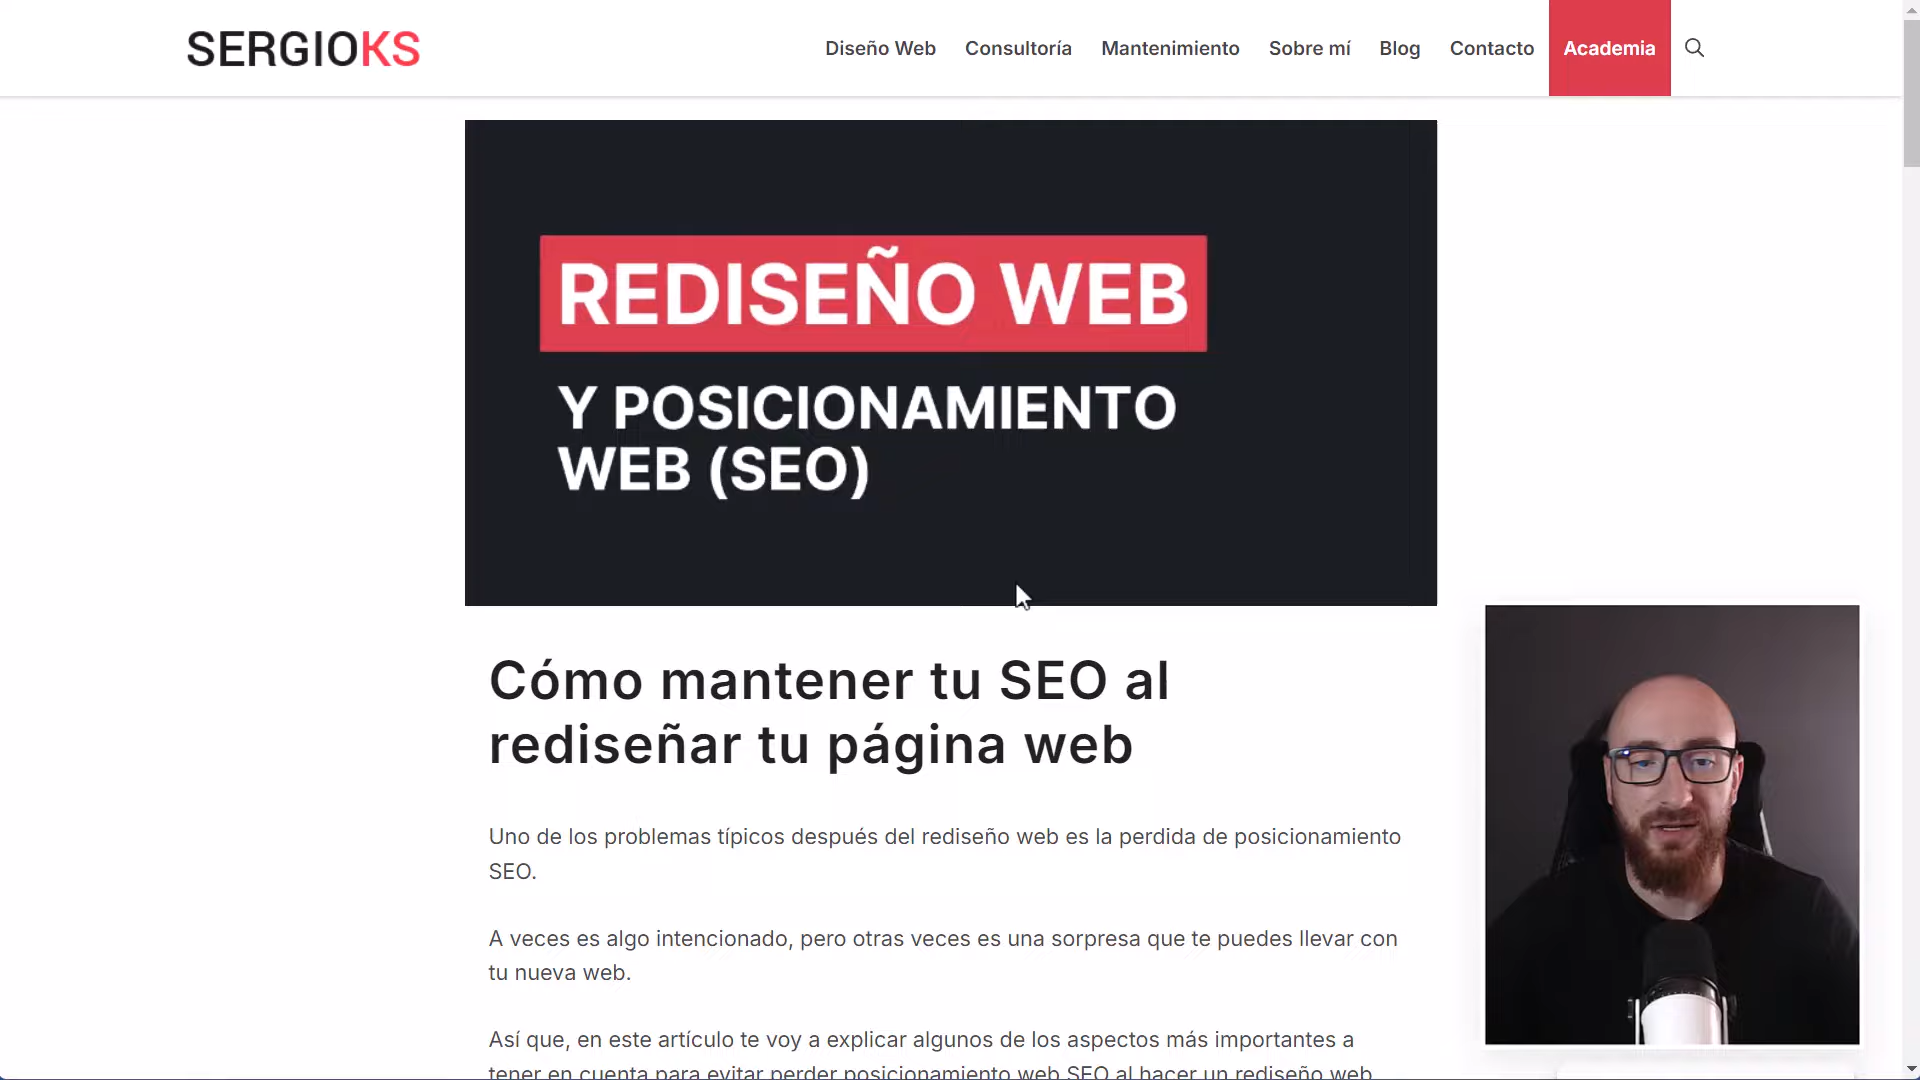 SERGIOKS
Diseño Web Consultoría Mantenimiento Sobre mí Blog Contacto Academia
REDISEÑO WEB
Y POSICIONAMIENTO
WEB (SEO)
Cómo mantener tu SEO al
rediseñar tu página web
Uno de los problemas típicos después del rediseño web es la perdida de posicionamiento
SEO.
A veces es algo intencionado, pero otras veces es una sorpresa que te puedes llevar con
tu nueva web.
Así que, en este artículo te voy a explicar algunos de los aspectos más importantes a
tener en cuenta para evitar perder posicionamiento web SEO al hacer un rediseño web